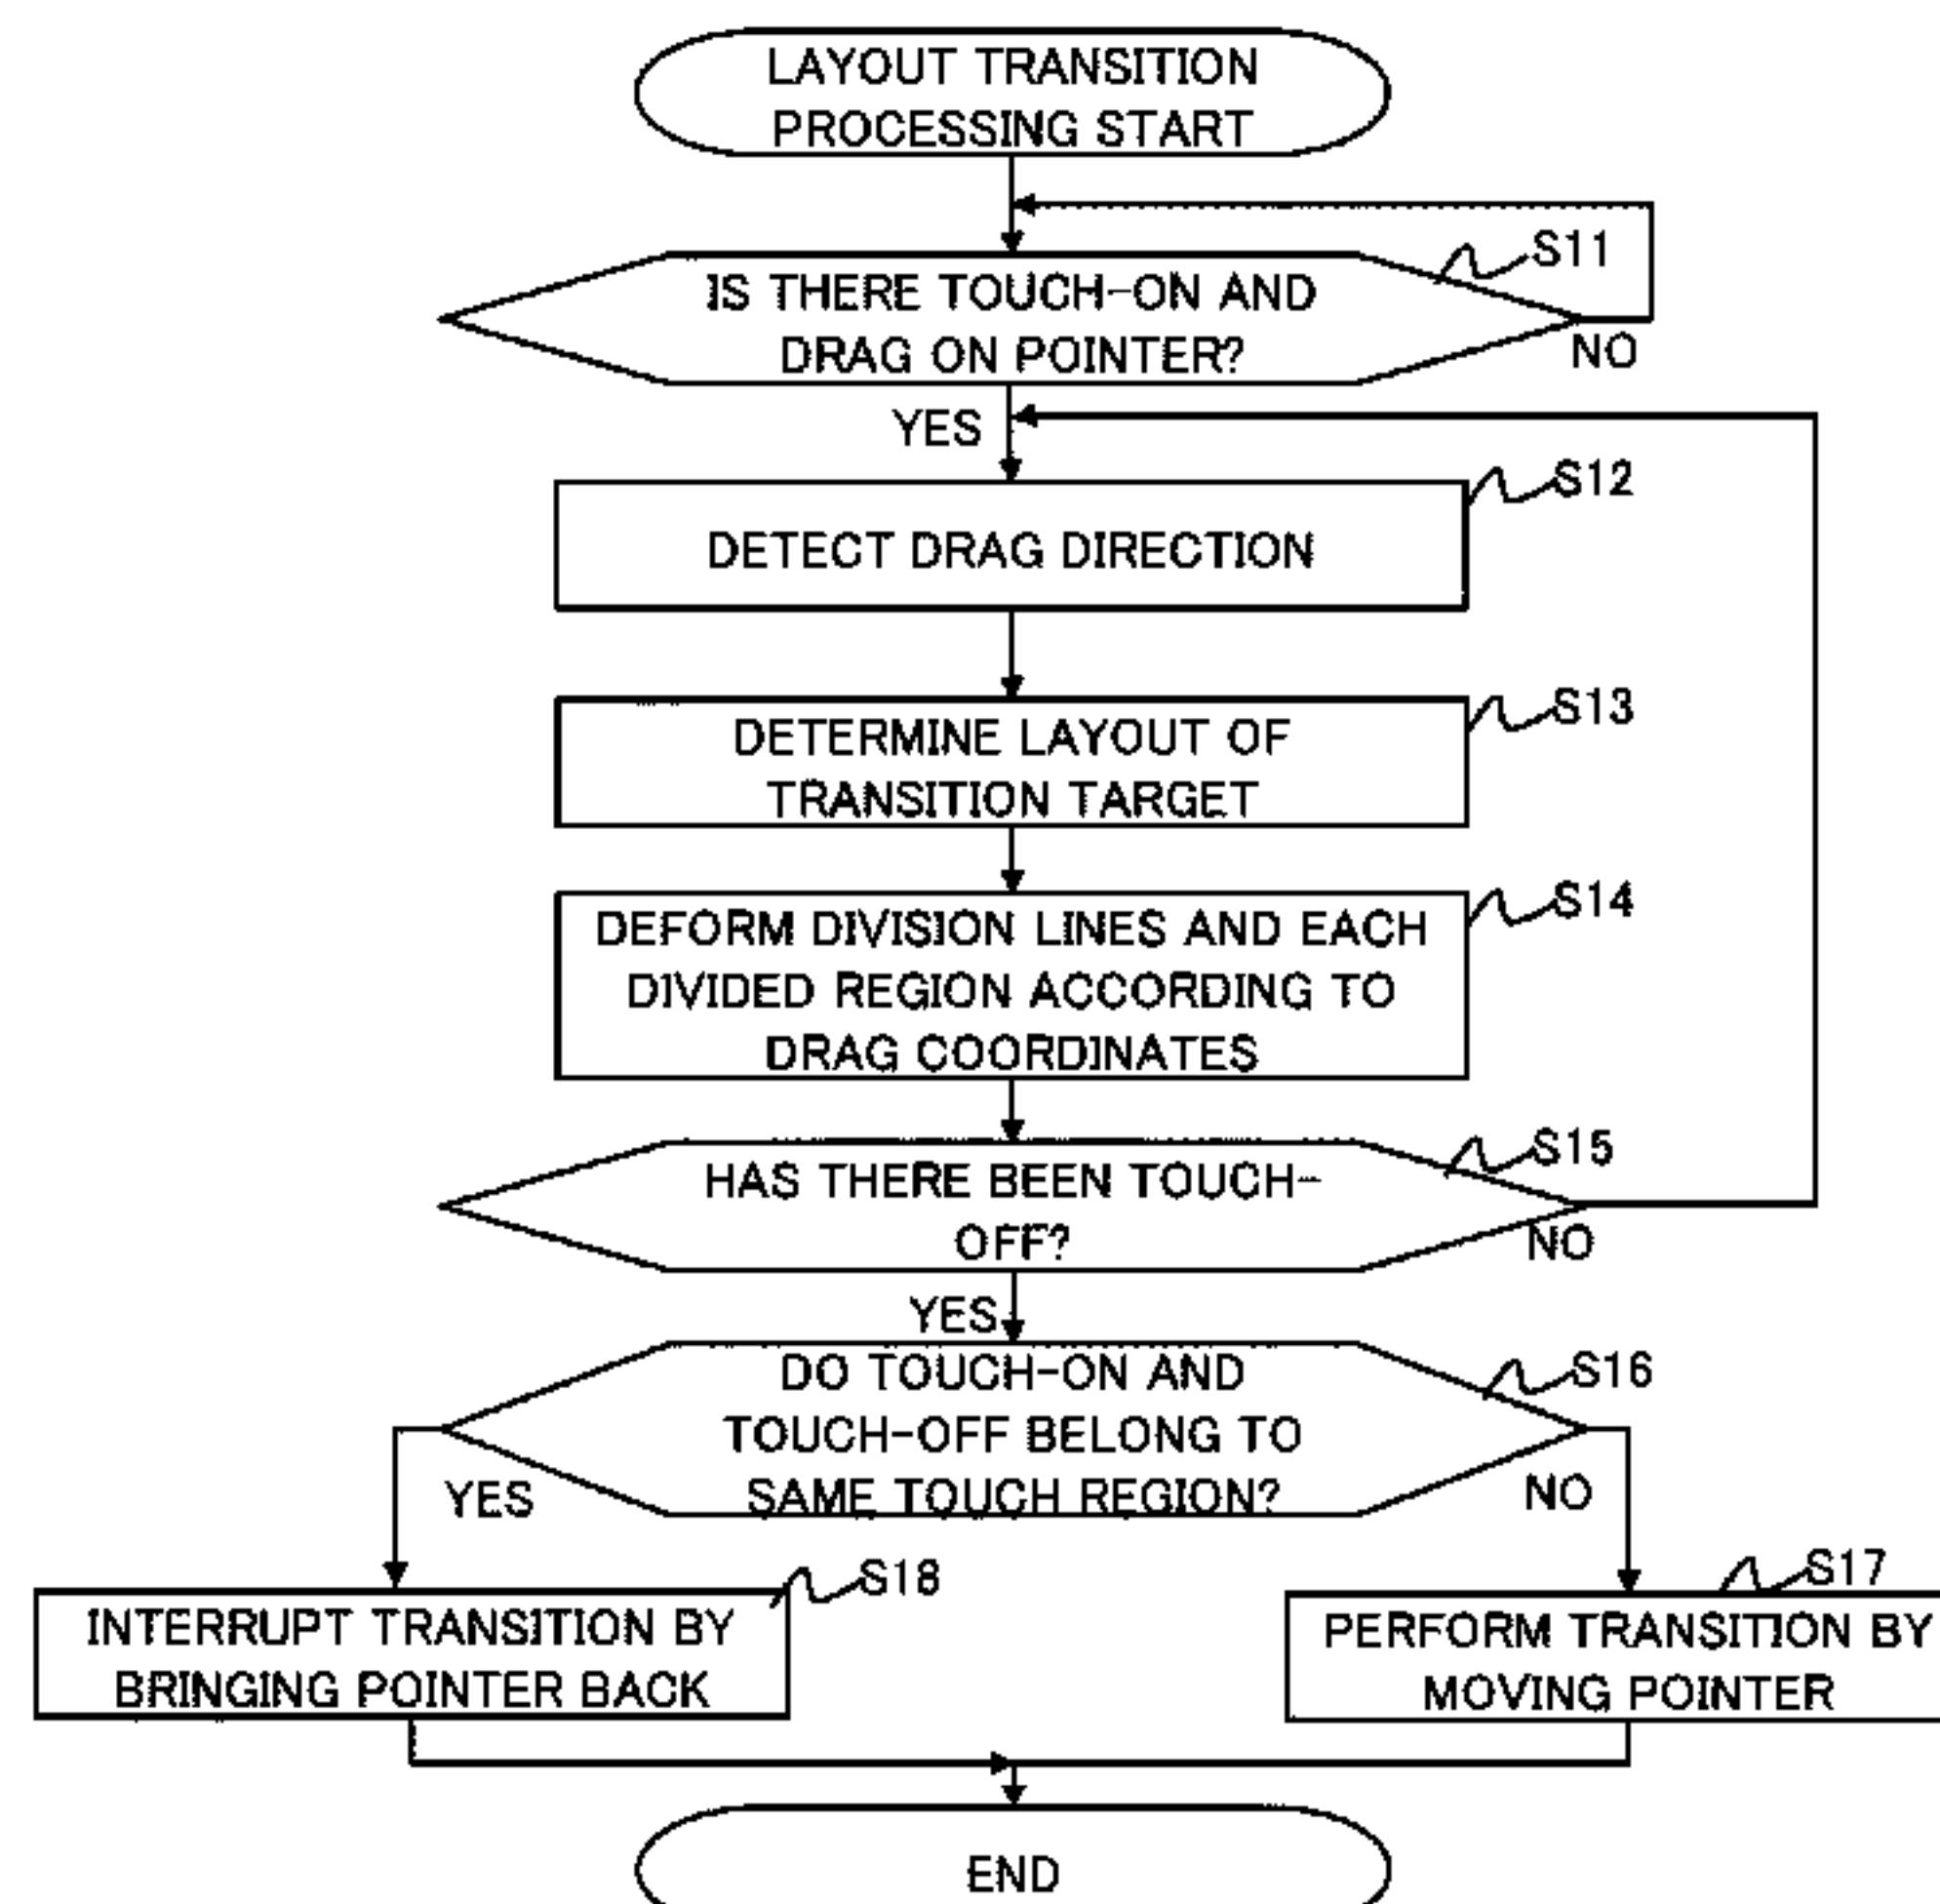 LAYOUT TRANSITION
PROCESSING START
S11
IS THERE TOUCH-ON AND
DRAG ON POINTER?
NO
YES
S12
DETECT DRAG DIRECTION
S13
DETERMINE LAYOUT OF
TRANSITION TARGET
S14
DEFORM DIVISION LINES AND EACH
DIVIDED REGION ACCORDING TO
DRAG COORDINATES
S15
HAS THERE BEEN TOUCH-
OFF?
NO
YES
S16
DO TOUCH-ON AND
TOUCH-OFF BELONG TO
SAME TOUCH REGION?
YES
NO
S18
INTERRUPT TRANSITION BY
BRINGING POINTER BACK
S17
PERFORM TRANSITION BY
MOVING POINTER
END